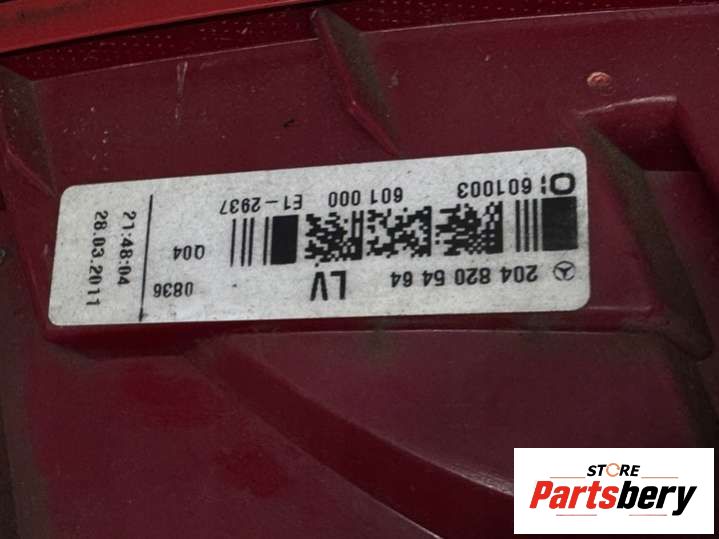 204 820 54 64
LV
0836
28.03.2011
601003
601 000
E1-2937
Q04
21:48:04
STORE
Partsbery